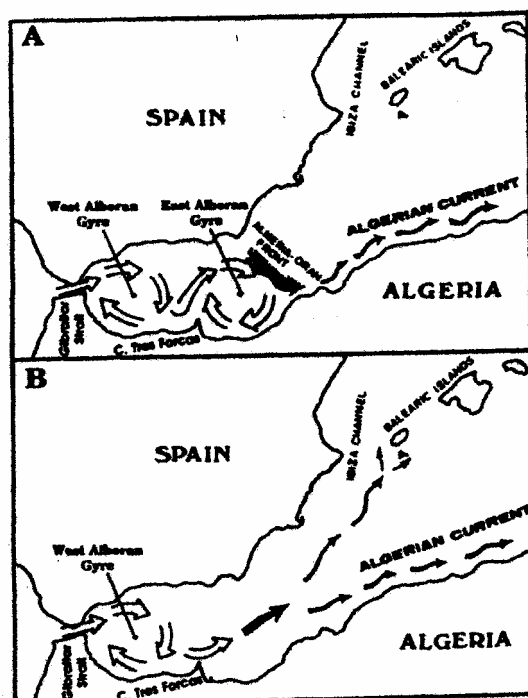 A
SPAIN
IBIZA CHANNEL
BALEARIC ISLANDS
West Alboran
Gyre
East Alboran
Gyre
ALMERIA ORAN
FRONT
ALGERIAN CURRENT
ALGERIA
Gibraltar
Strait
C. Tres Forcas
B
SPAIN
IBIZA CHANNEL
BALEARIC ISLANDS
West Alboran
Gyre
ALGERIAN CURRENT
ALGERIA
Gibraltar
Strait
C. Tres Forcas